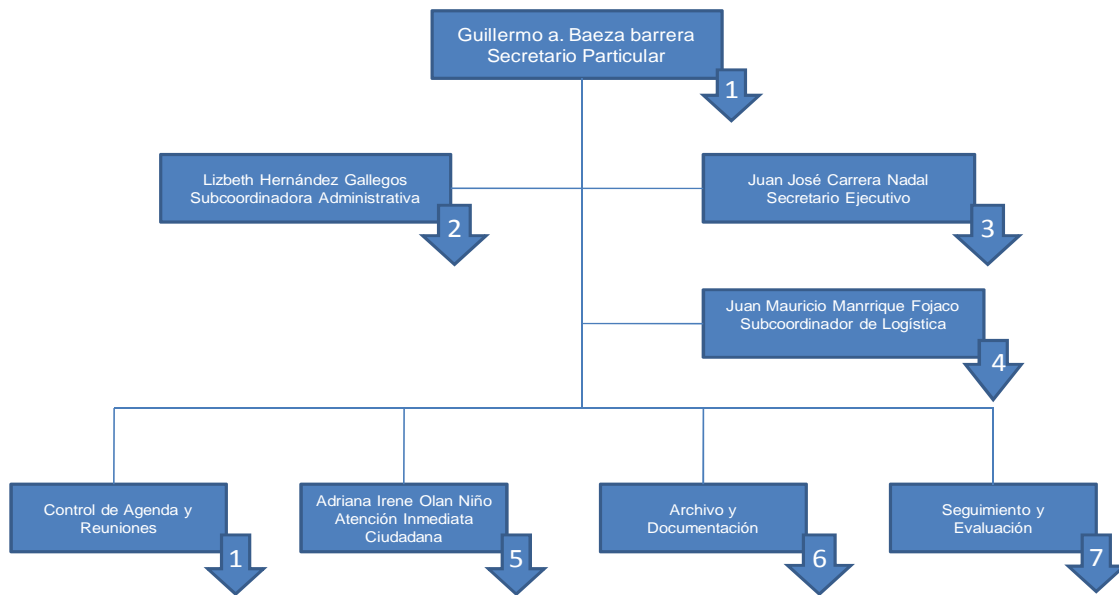 Guillermo a. Baeza barrera
Secretario Particular
1
Lizbeth Hernández Gallegos
Subcoordinadora Administrativa
2
Juan José Carrera Nadal
Secretario Ejecutivo
3
Juan Mauricio Manrrique Fojaco
Subcoordinador de Logística
4
Control de Agenda y
Reuniones
1
Adriana Irene Olan Niño
Atención Inmediata
Ciudadana
5
Archivo y
Documentación
6
Seguimiento y
Evaluación
7